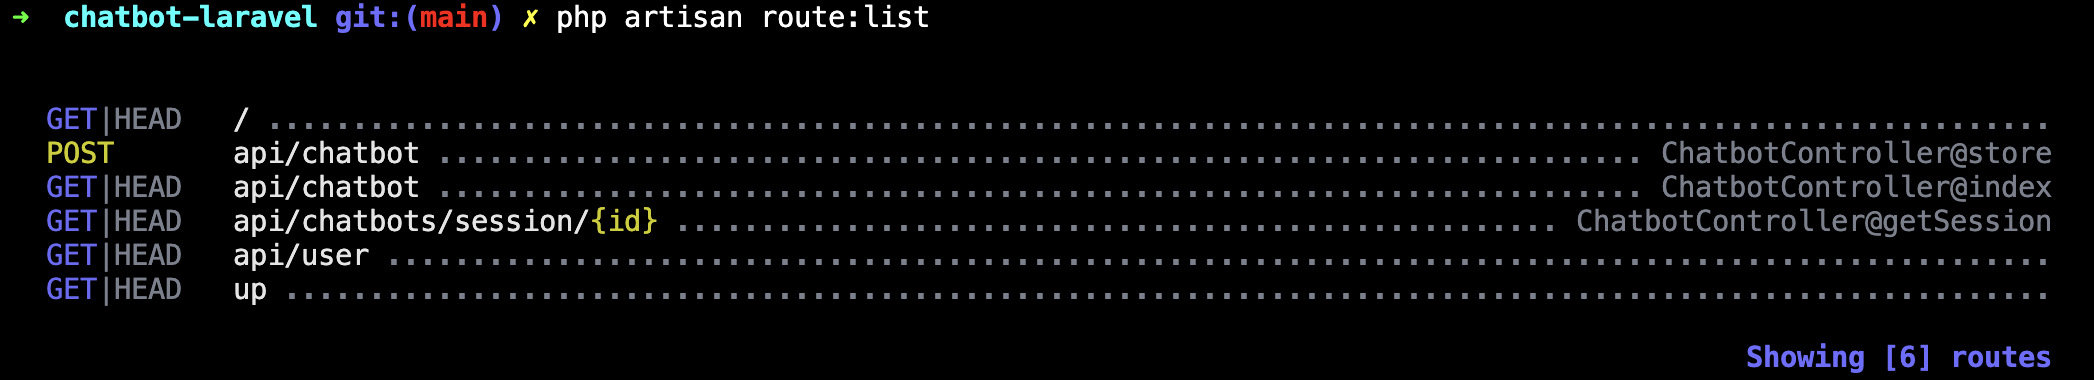 ➜ chatbot-laravel git:(main) ✗ php artisan route:list
GET|HEAD / .........................................................................................................
POST api/chatbot ....................................................................... ChatbotController@store
GET|HEAD api/chatbot ....................................................................... ChatbotController@index
GET|HEAD api/chatbots/session/{id} .................................................... ChatbotController@getSession
GET|HEAD api/user ..................................................................................................
GET|HEAD up ........................................................................................................
Showing [6] routes